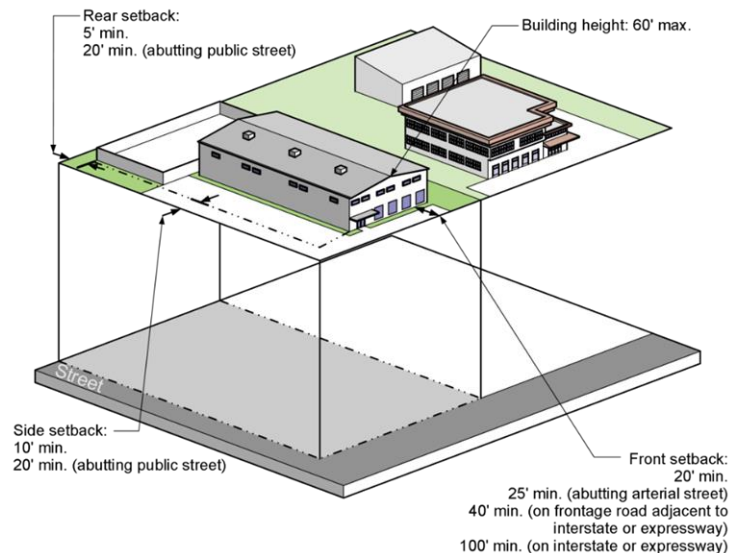 Rear setback:
5' min.
20' min. (abutting public street)
Building height: 60' max.
Street
Side setback:
10' min.
20' min. (abutting public street)
Front setback:
20' min.
25' min. (abutting arterial street)
40' min. (on frontage road adjacent to
interstate or expressway)
100' min. (on interstate or expressway)